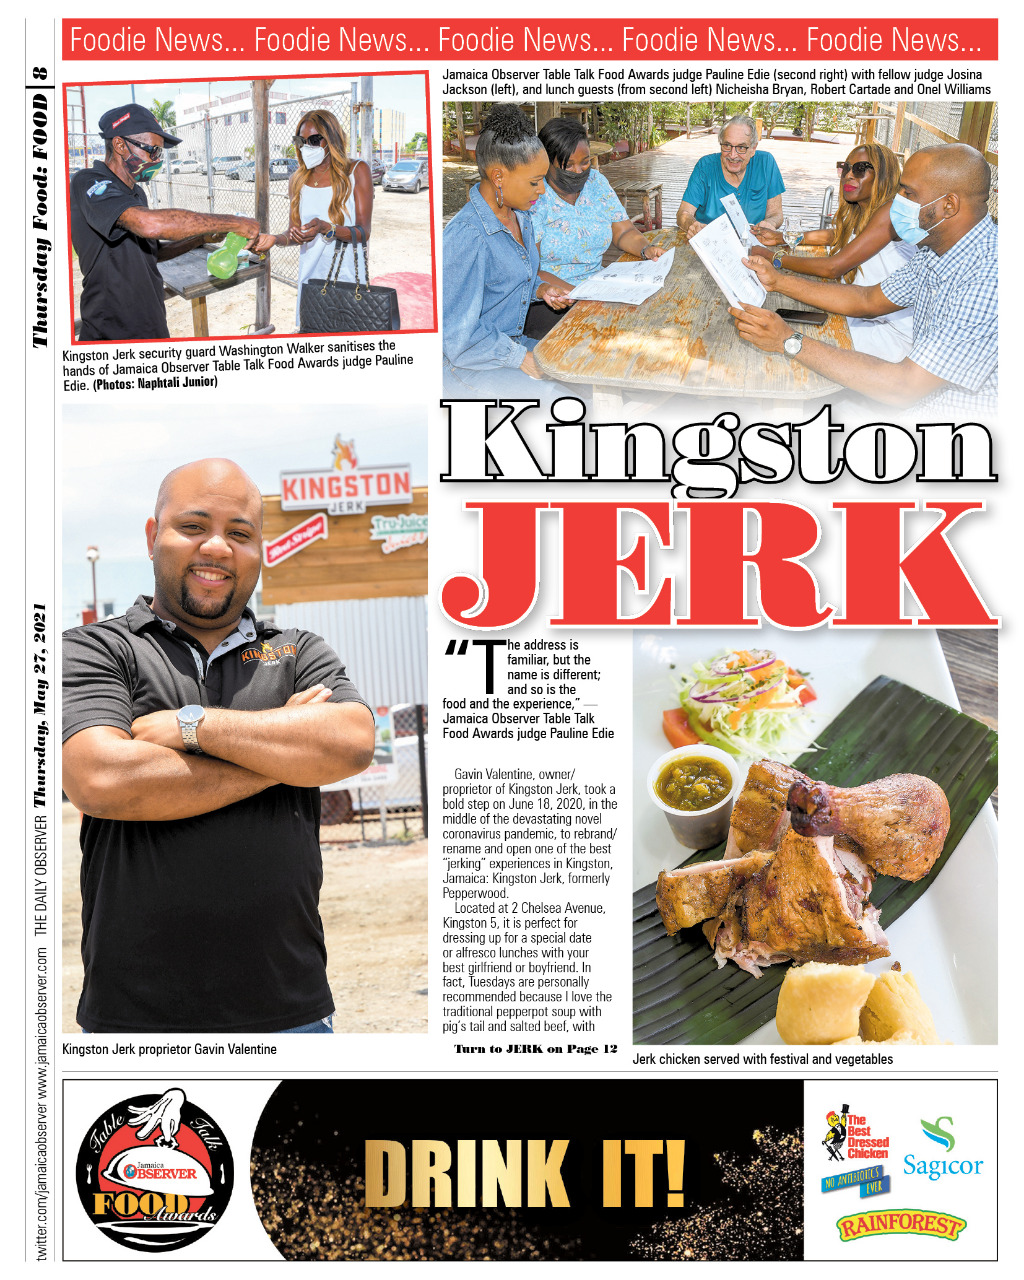 Foodie News... Foodie News... Foodie News... Foodie News... Foodie News...
Thursday Food: FOOD 8
Kingston Jerk security guard Washington Walker sanitises the
hands of Jamaica Observer Table Talk Food Awards judge Pauline
Edie. (Photos: Naphtali Junior)
Jamaica Observer Table Talk Food Awards judge Pauline Edie (second right) with fellow judge Josina
Jackson (left), and lunch guests (from second left) Nicheisha Bryan, Robert Cartade and Onel Williams
Kingston
JERK
KINGSTON
JERK
Red Stripe
Tru-Juice
KINGSTON
JERK
"The address is
familiar, but the
name is different;
and so is the
food and the experience," —
Jamaica Observer Table Talk
Food Awards judge Pauline Edie
Gavin Valentine, owner/
proprietor of Kingston Jerk, took a
bold step on June 18, 2020, in the
middle of the devastating novel
coronavirus pandemic, to rebrand/
rename and open one of the best
"jerking" experiences in Kingston,
Jamaica: Kingston Jerk, formerly
Pepperwood.
Located at 2 Chelsea Avenue,
Kingston 5, it is perfect for
dressing up for a special date
or alfresco lunches with your
best girlfriend or boyfriend. In
fact, Tuesdays are personally
recommended because I love the
traditional pepperpot soup with
pig's tail and salted beef, with
Turn to JERK on Page 12
Kingston Jerk proprietor Gavin Valentine
Jerk chicken served with festival and vegetables
twitter.com/jamaicaobserver www.jamaicaobserver.com THE DAILY OBSERVER Thursday, May 27, 2021
Table Talk
Jamaica
OBSERVER
FOOD
Awards
DRINK IT!
The
Best
Dressed
Chicken
NO ANTIBIOTICS
EVER
Sagicor
RAINFOREST